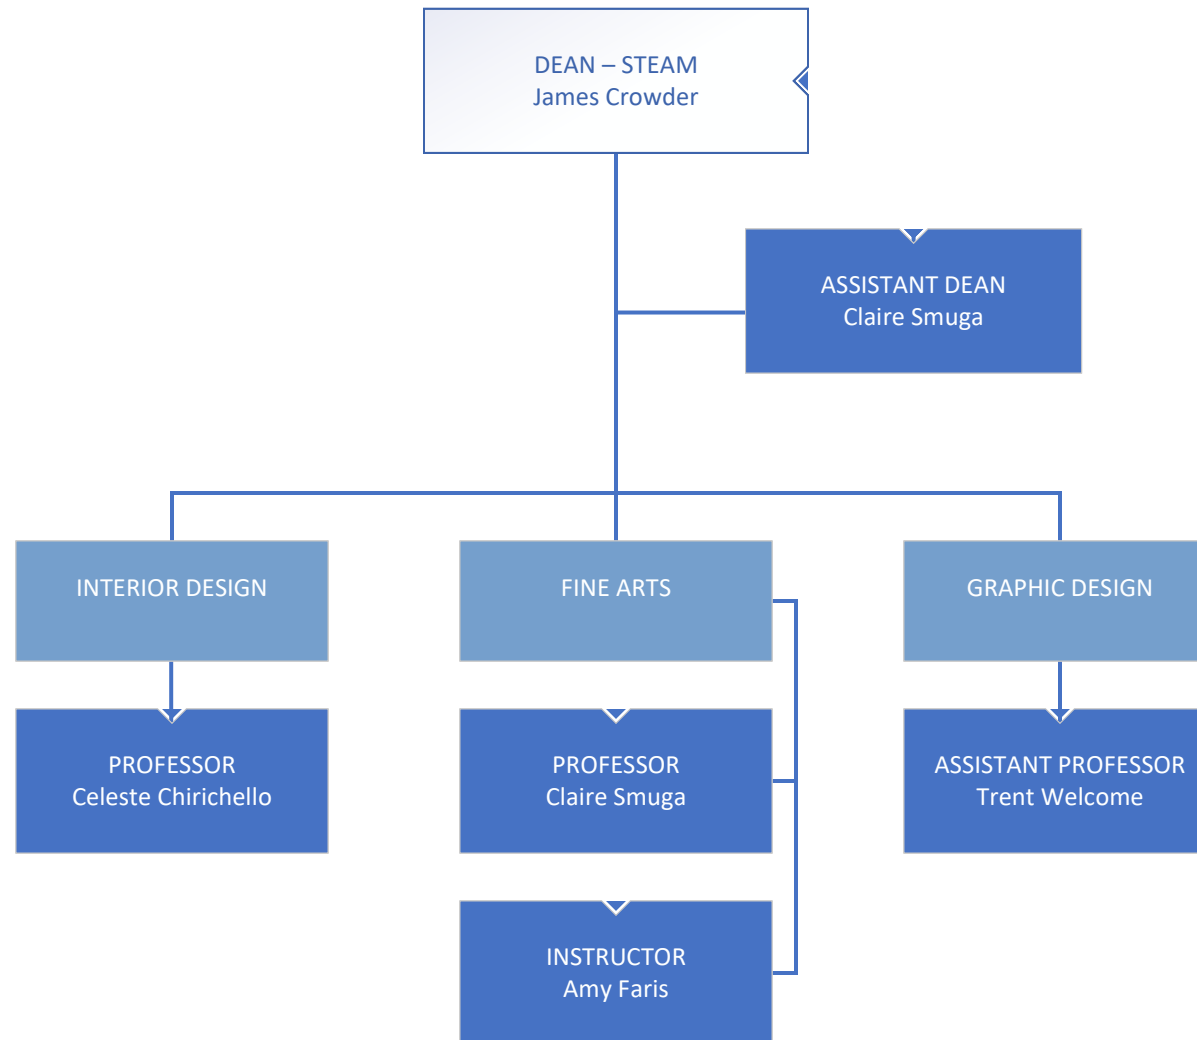 DEAN – STEAM
James Crowder
ASSISTANT DEAN
Claire Smuga
INTERIOR DESIGN
FINE ARTS
GRAPHIC DESIGN
PROFESSOR
Celeste Chirichello
PROFESSOR
Claire Smuga
ASSISTANT PROFESSOR
Trent Welcome
INSTRUCTOR
Amy Faris